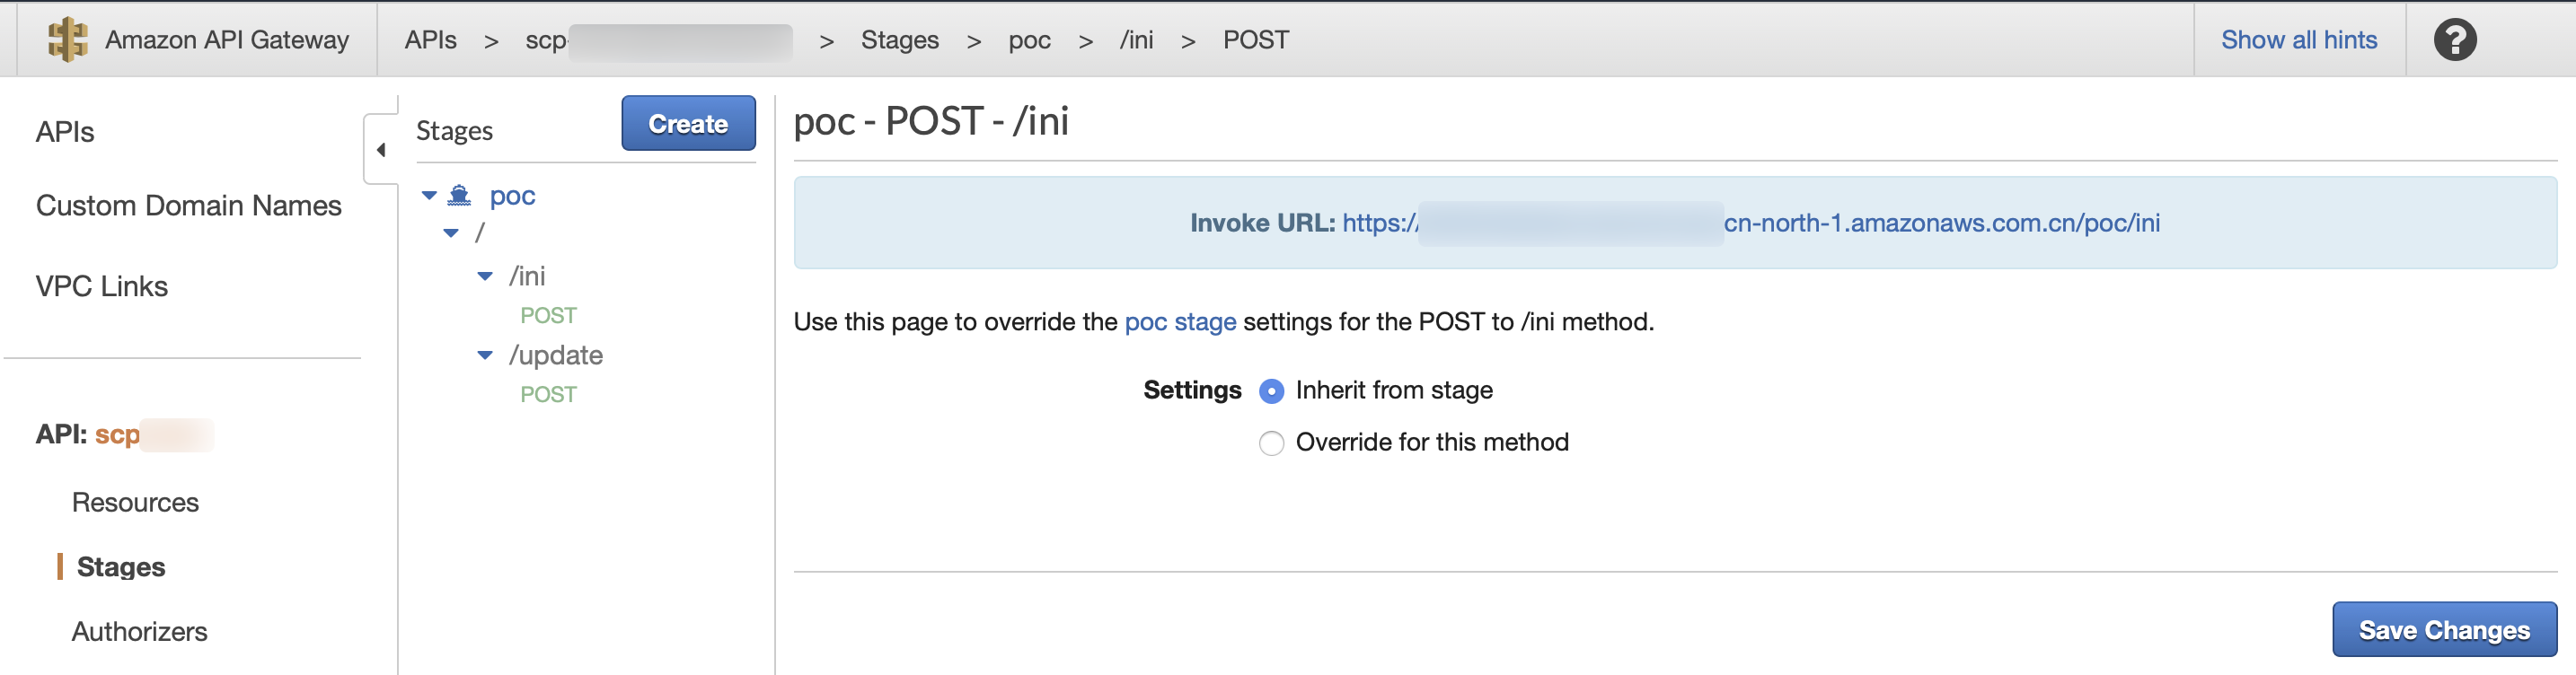 Amazon API Gateway APIs > scp- > Stages > poc > /ini > POST Show all hints ?
APIs
Custom Domain Names
VPC Links
API: scp
Resources
Stages
Authorizers
Stages Create
poc
/
/ini
POST
/update
POST
poc - POST - /ini
Invoke URL: https:// cn-north-1.amazonaws.com.cn/poc/ini
Use this page to override the poc stage settings for the POST to /ini method.
Settings Inherit from stage
Override for this method
Save Changes